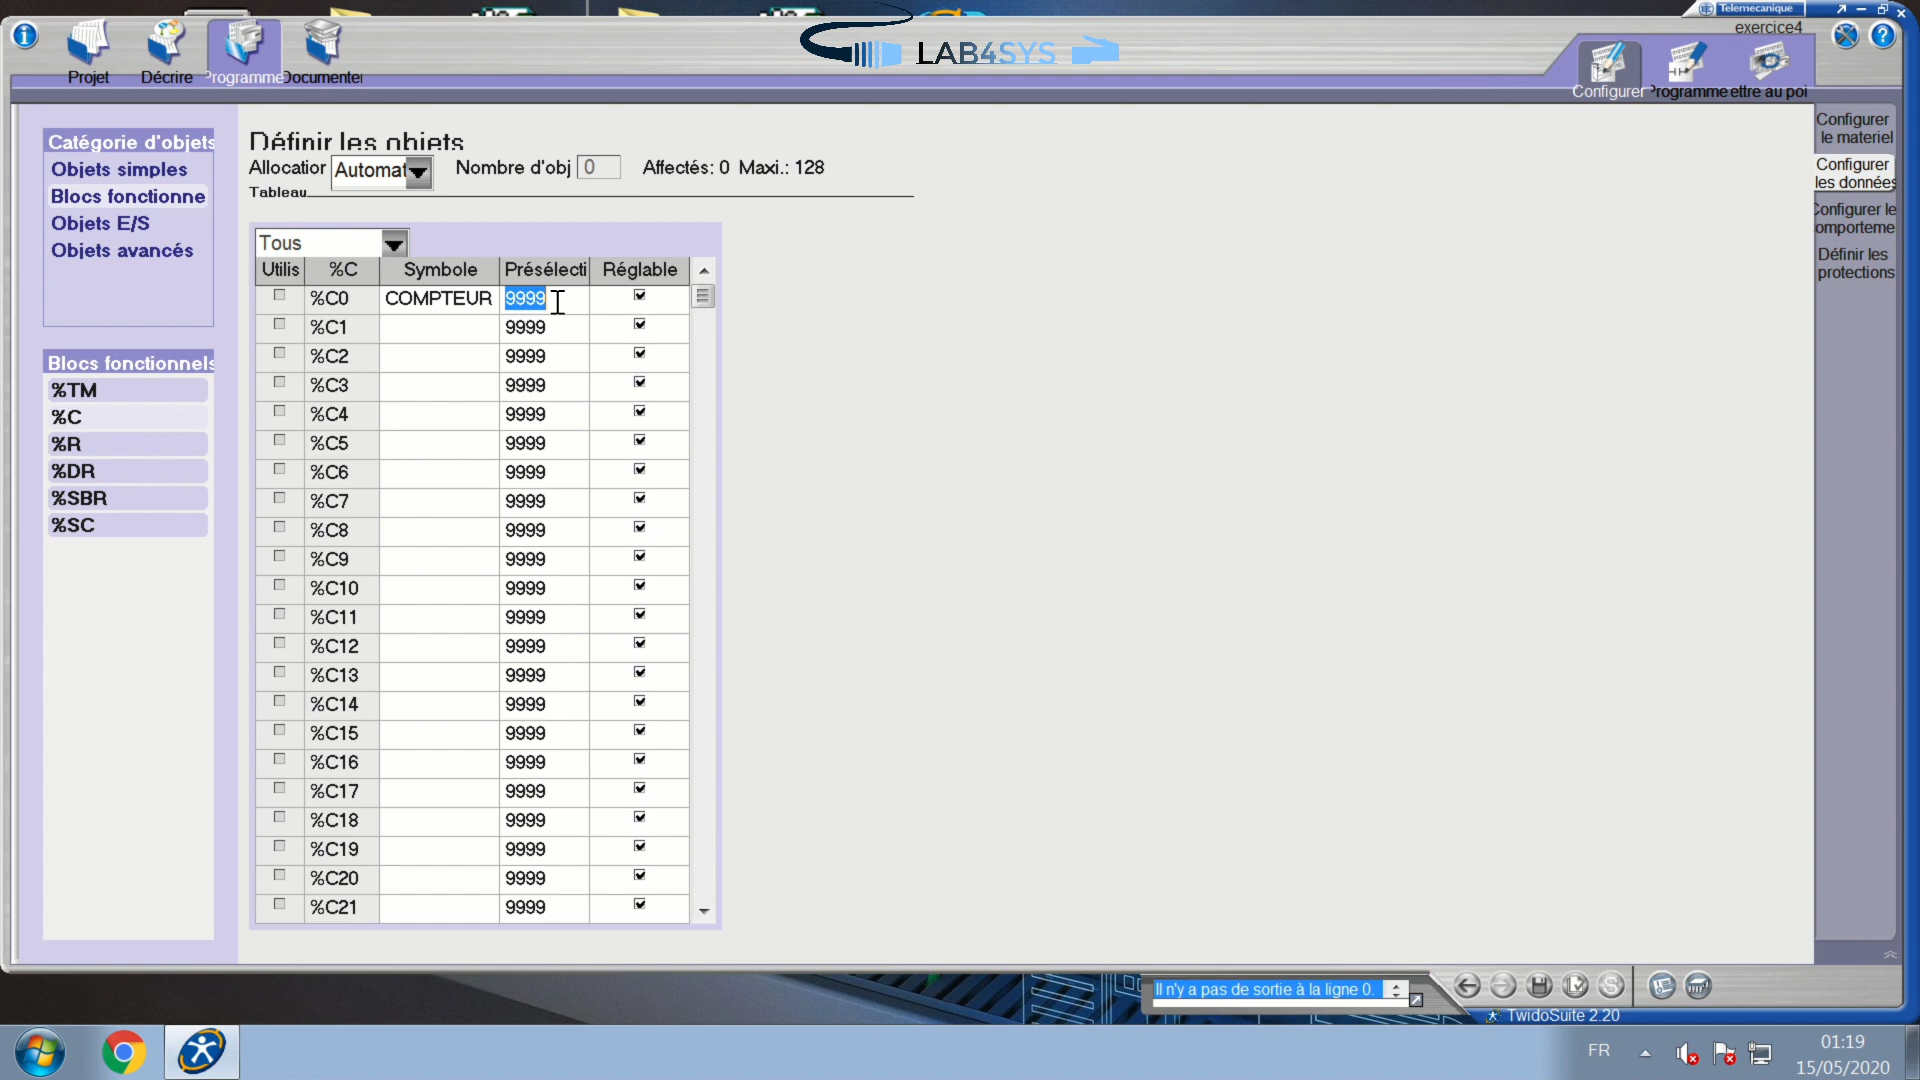 Telemecanique
exercice4
LAB4SYS
Projet
Décrire
Programme
Documenter
Configurer
Programme
ettre au poi
Configurer
le materiel
Configurer
les données
Configurer le
omporteme
Définir les
protections
Catégorie d'objets
Objets simples
Blocs fonctionne
Objets E/S
Objets avancés
Blocs fonctionnels
%TM
%C
%R
%DR
%SBR
%SC
Définir les objets
Allocation Automat Nombre d'obj 0 Affectés: 0 Maxi.: 128
Tableau
Tous
Utilis %C Symbole Présélecti Réglable
%C0 COMPTEUR 9999
%C1 9999
%C2 9999
%C3 9999
%C4 9999
%C5 9999
%C6 9999
%C7 9999
%C8 9999
%C9 9999
%C10 9999
%C11 9999
%C12 9999
%C13 9999
%C14 9999
%C15 9999
%C16 9999
%C17 9999
%C18 9999
%C19 9999
%C20 9999
%C21 9999
Il n'y a pas de sortie à la ligne 0.
TwidoSuite 2.20
FR
01:19
15/05/2020